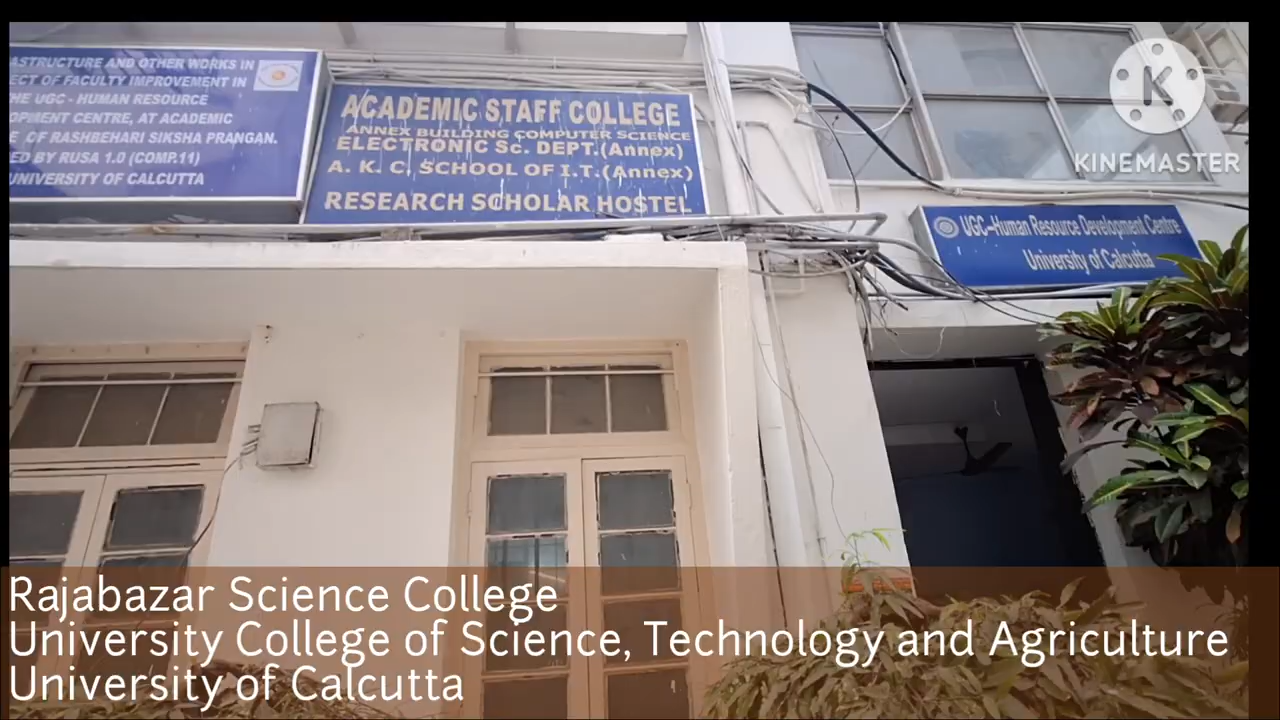 ASTRUCTURE AND OTHER WORKS IN
ECT OF FACULTY IMPROVEMENT IN
HE UGC - HUMAN RESOURCE
OPMENT CENTRE, AT ACADEMIC
E OF RASHBEHARI SIKSHA PRANGAN.
ED BY RUSA 1.0 (COMP.11)
UNIVERSITY OF CALCUTTA
ACADEMIC STAFF COLLEGE
ANNEX BUILDING COMPUTER SCIENCE
ELECTRONIC Sc. DEPT.(Annex)
A. K. C. SCHOOL OF I.T.(Annex)
RESEARCH SCHOLAR HOSTEL
K
KINEMASTER
UGC-Human Resource Development Centre
University of Calcutta
Rajabazar Science College
University College of Science, Technology and Agriculture
University of Calcutta